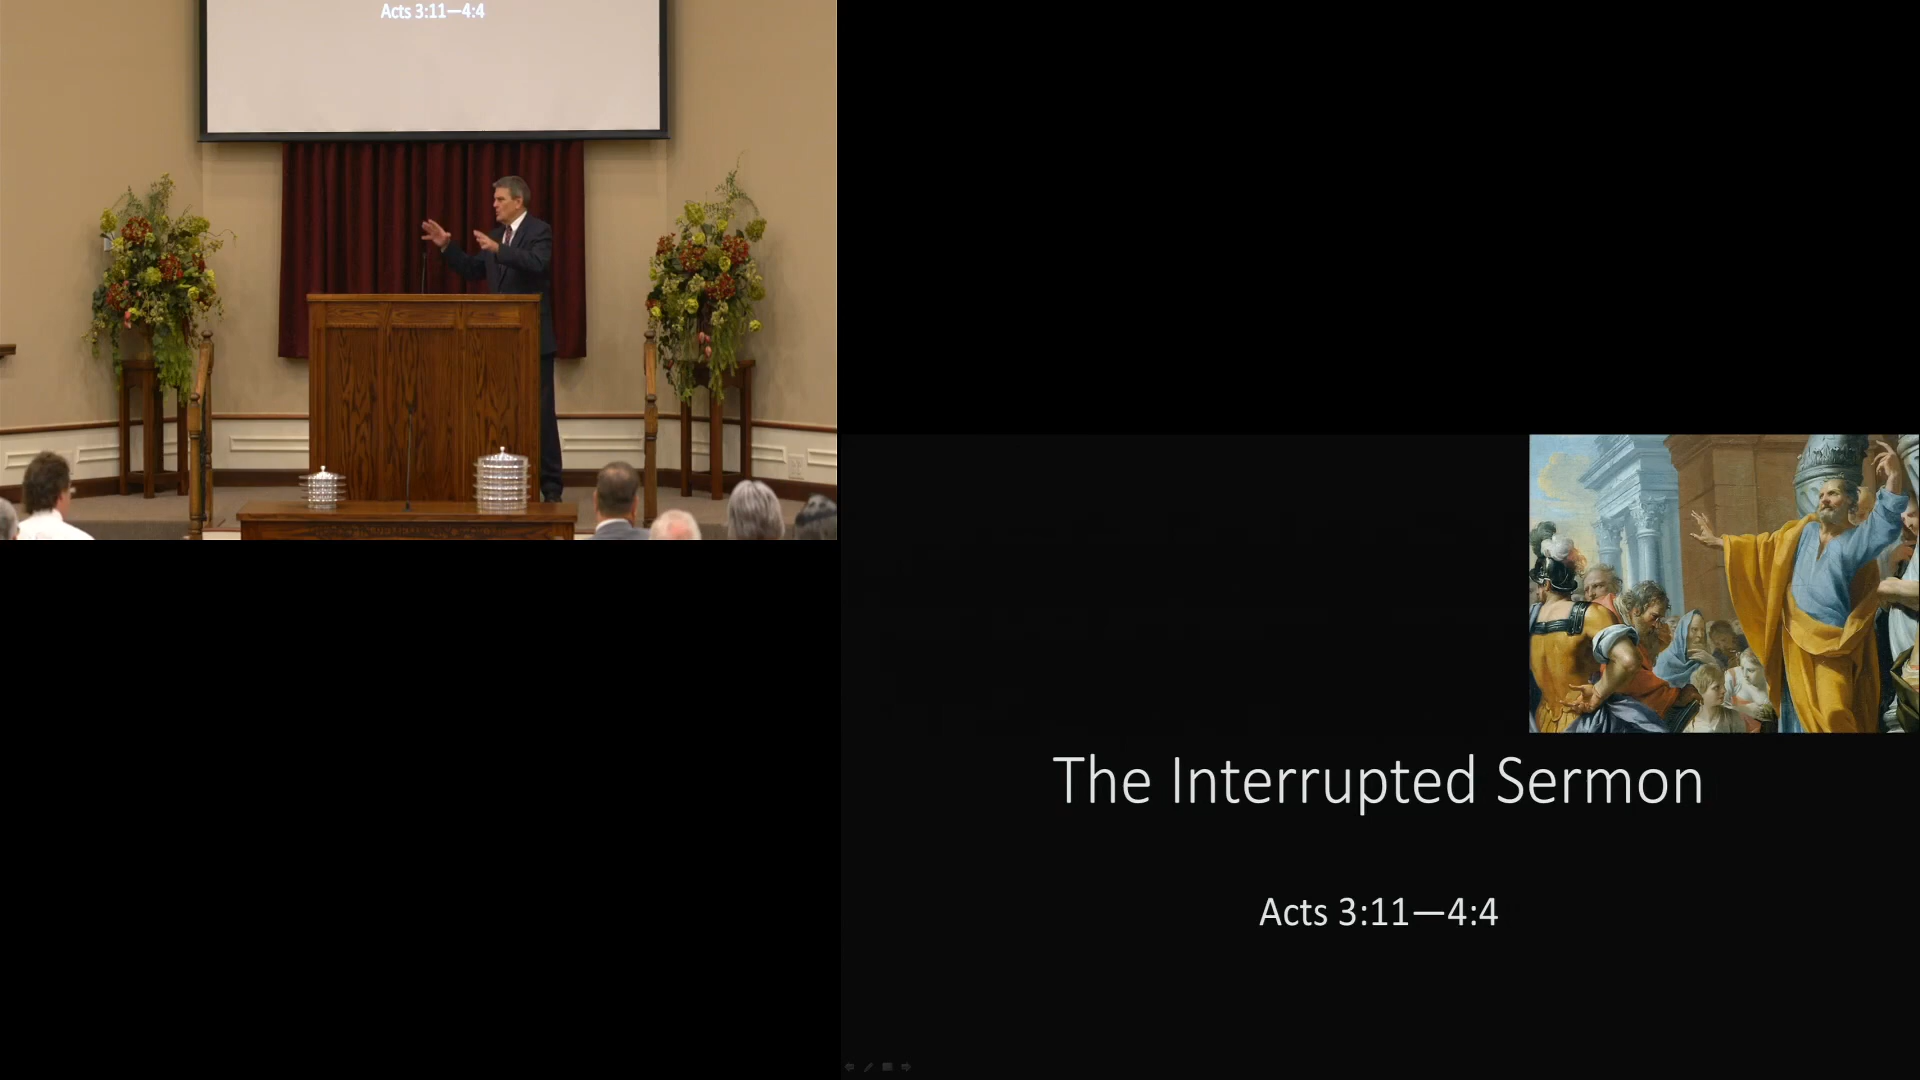 Acts 3:11—4:4
The Interrupted Sermon
Acts 3:11—4:4